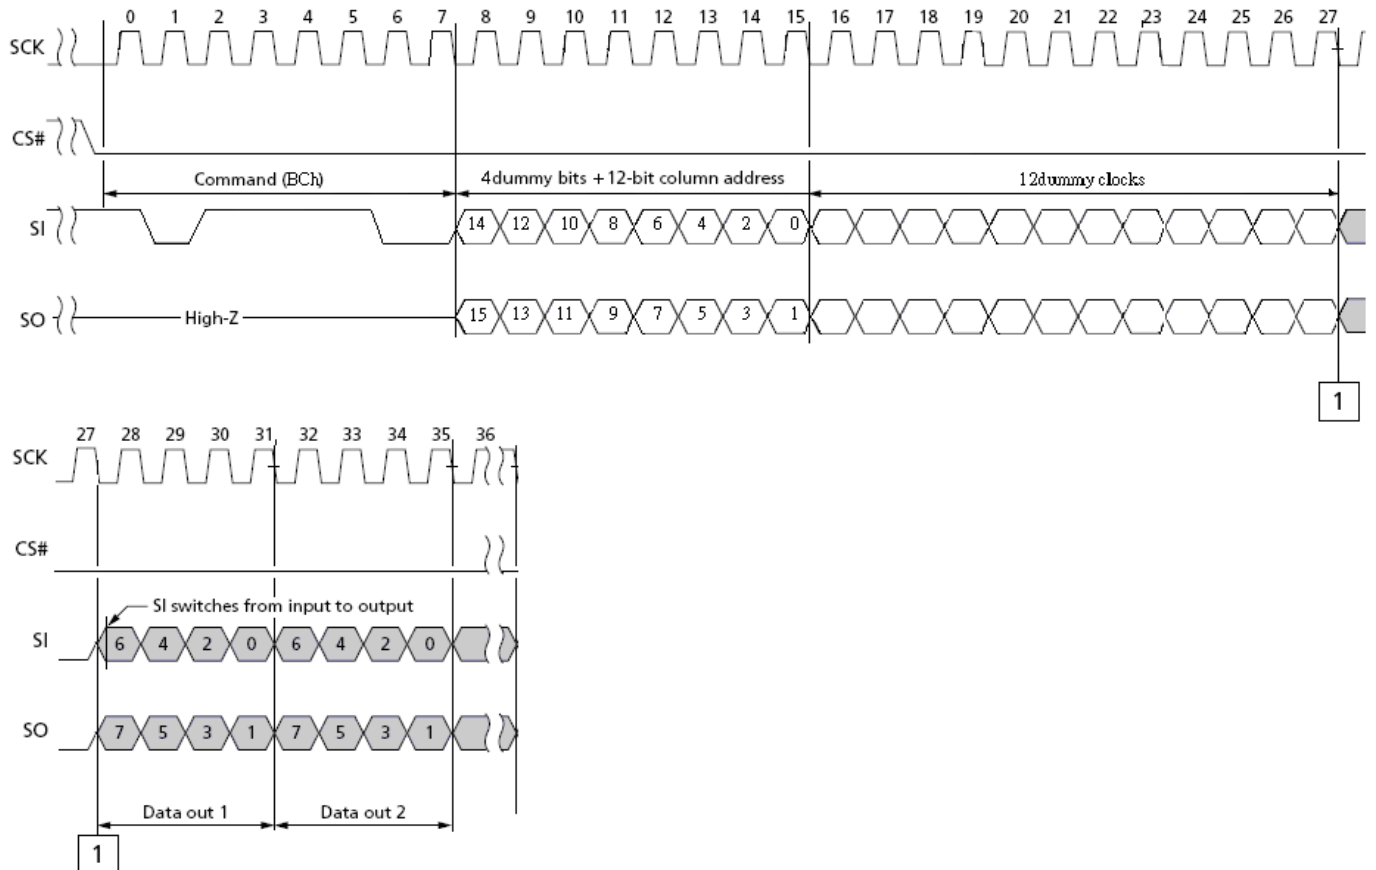 0 1 2 3 4 5 6 7 8 9 10 11 12 13 14 15 16 17 18 19 20 21 22 23 24 25 26 27
SCK
CS#
Command (BCh) 4dummy bits + 12-bit column address 12dummy clocks
SI 14 12 10 8 6 4 2 0
SO High-Z 15 13 11 9 7 5 3 1
1
27 28 29 30 31 32 33 34 35 36
SCK
CS#
SI switches from input to output
SI 6 4 2 0 6 4 2 0
SO 7 5 3 1 7 5 3 1
Data out 1 Data out 2
1